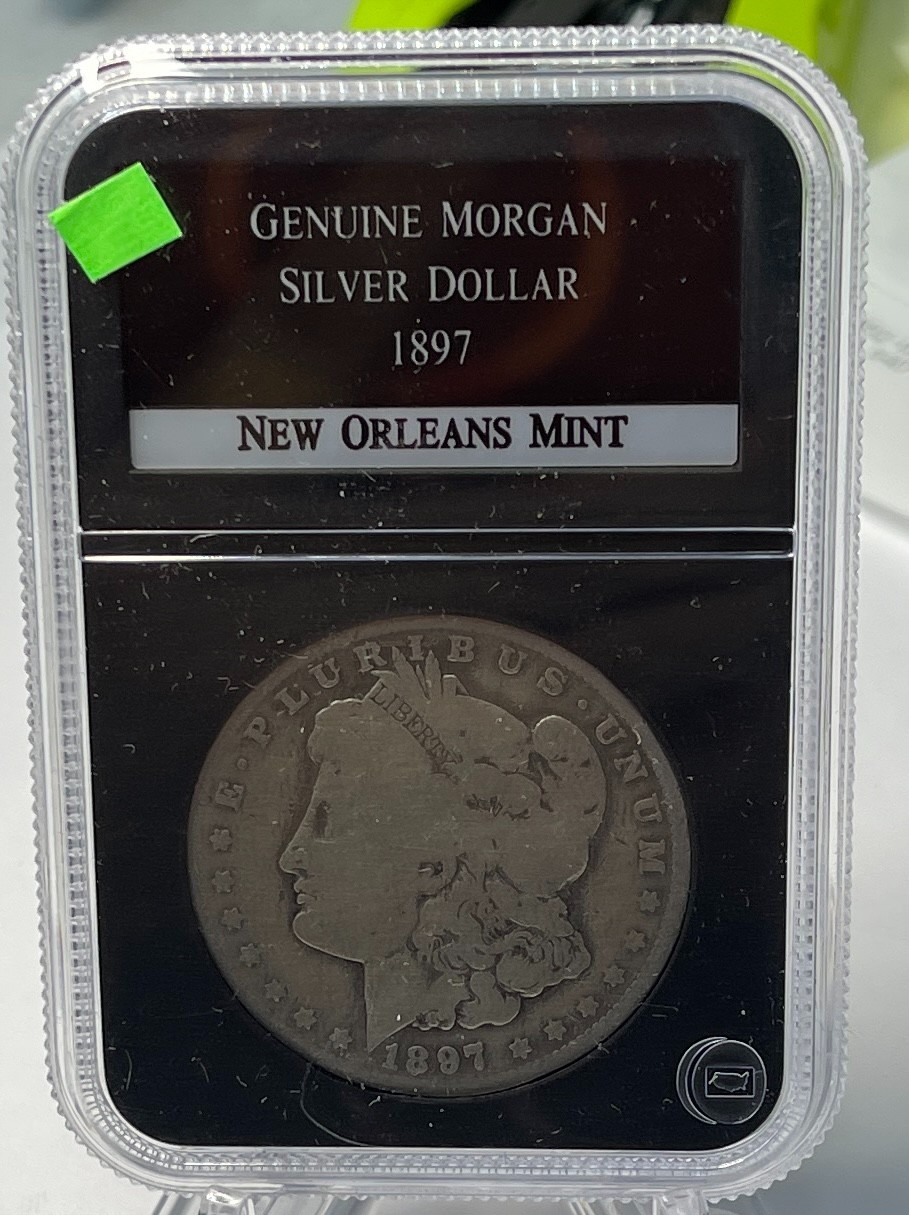 GENUINE MORGAN
SILVER DOLLAR
1897
NEW ORLEANS MINT
E·PLURIBUS·UNUM
LIBERTY
1897